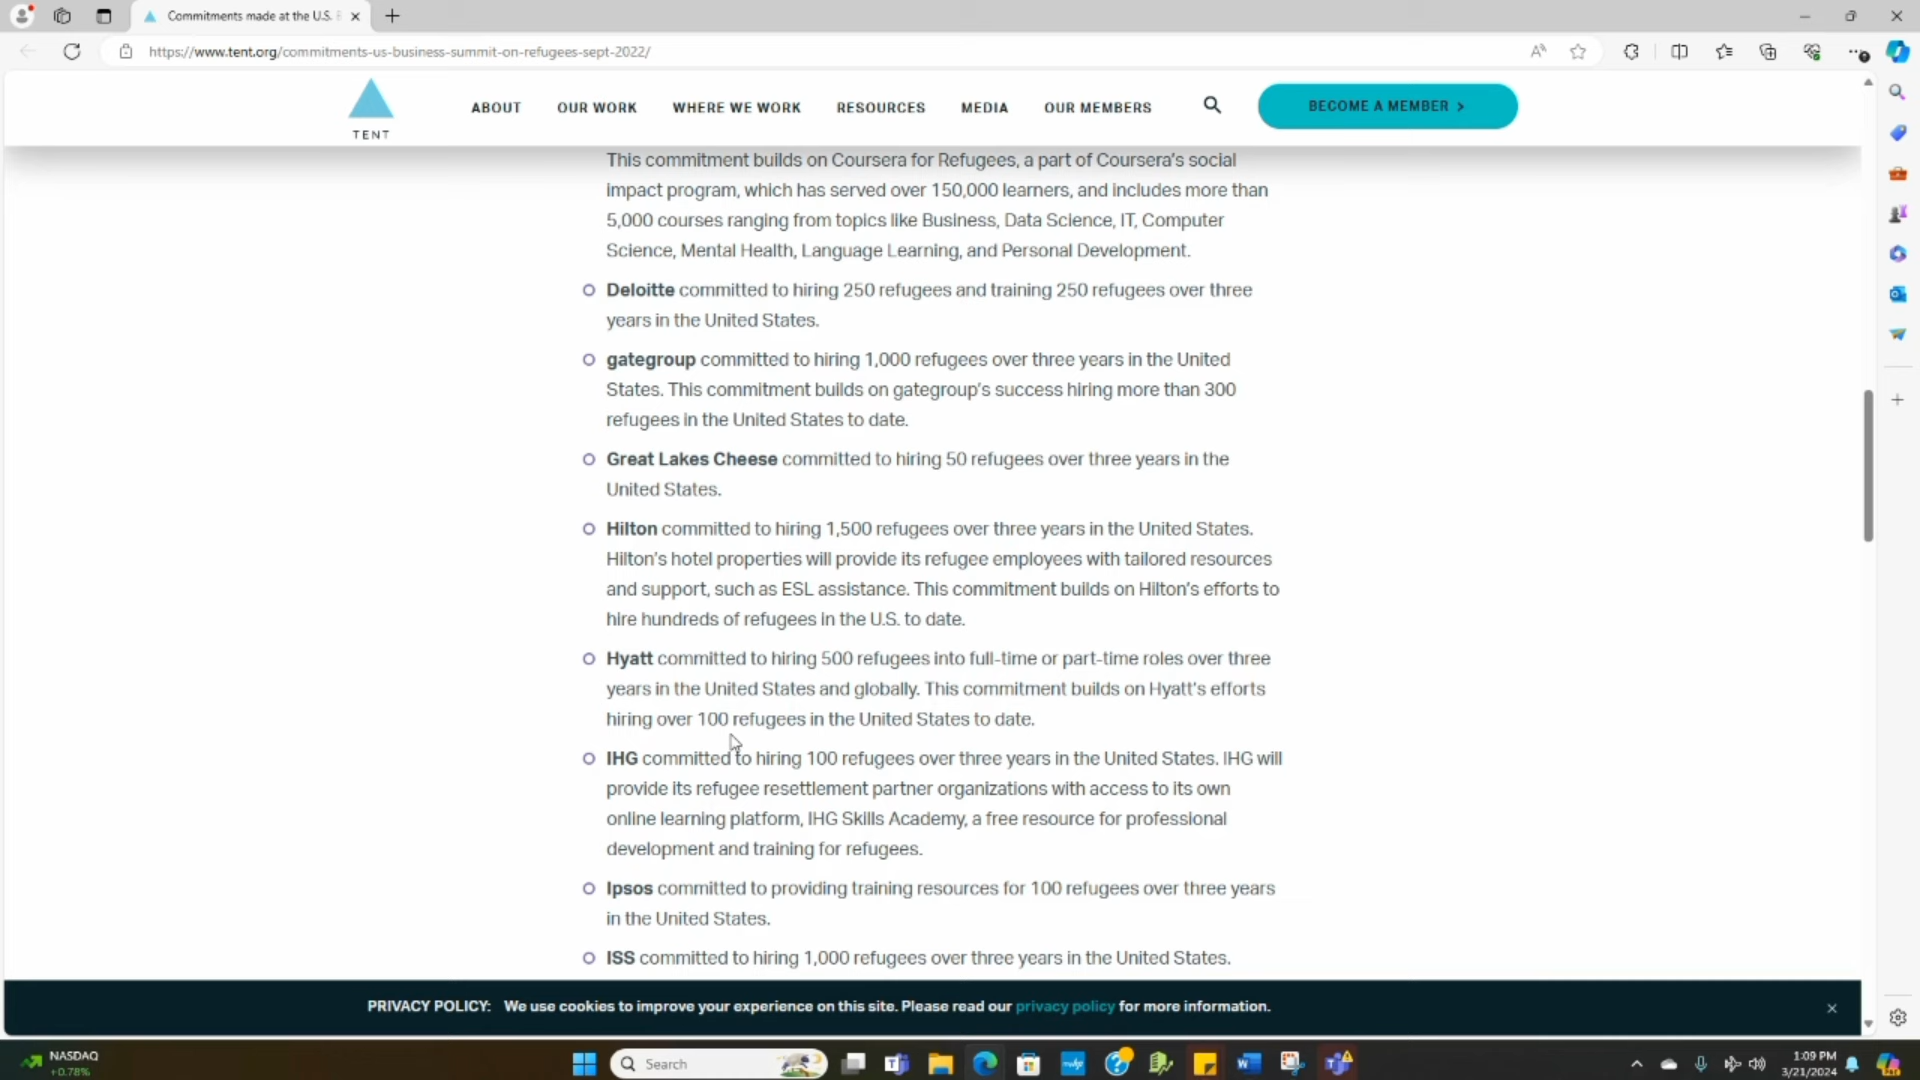 Commitments made at the U.S.
https://www.tent.org/commitments-us-business-summit-on-refugees-sept-2022/
TENT
ABOUT OUR WORK WHERE WE WORK RESOURCES MEDIA OUR MEMBERS BECOME A MEMBER >
This commitment builds on Coursera for Refugees, a part of Coursera's social
impact program, which has served over 150,000 learners, and includes more than
5,000 courses ranging from topics like Business, Data Science, IT, Computer
Science, Mental Health, Language Learning, and Personal Development.
Deloitte committed to hiring 250 refugees and training 250 refugees over three
years in the United States.
gategroup committed to hiring 1,000 refugees over three years in the United
States. This commitment builds on gategroup's success hiring more than 300
refugees in the United States to date.
Great Lakes Cheese committed to hiring 50 refugees over three years in the
United States.
Hilton committed to hiring 1,500 refugees over three years in the United States.
Hilton's hotel properties will provide its refugee employees with tailored resources
and support, such as ESL assistance. This commitment builds on Hilton's efforts to
hire hundreds of refugees in the U.S. to date.
Hyatt committed to hiring 500 refugees into full-time or part-time roles over three
years in the United States and globally. This commitment builds on Hyatt's efforts
hiring over 100 refugees in the United States to date.
IHG committed to hiring 100 refugees over three years in the United States. IHG will
provide its refugee resettlement partner organizations with access to its own
online learning platform, IHG Skills Academy, a free resource for professional
development and training for refugees.
Ipsos committed to providing training resources for 100 refugees over three years
in the United States.
ISS committed to hiring 1,000 refugees over three years in the United States.
PRIVACY POLICY: We use cookies to improve your experience on this site. Please read our privacy policy for more information.
NASDAQ
+0.78%
Search
1:09 PM
3/21/2024